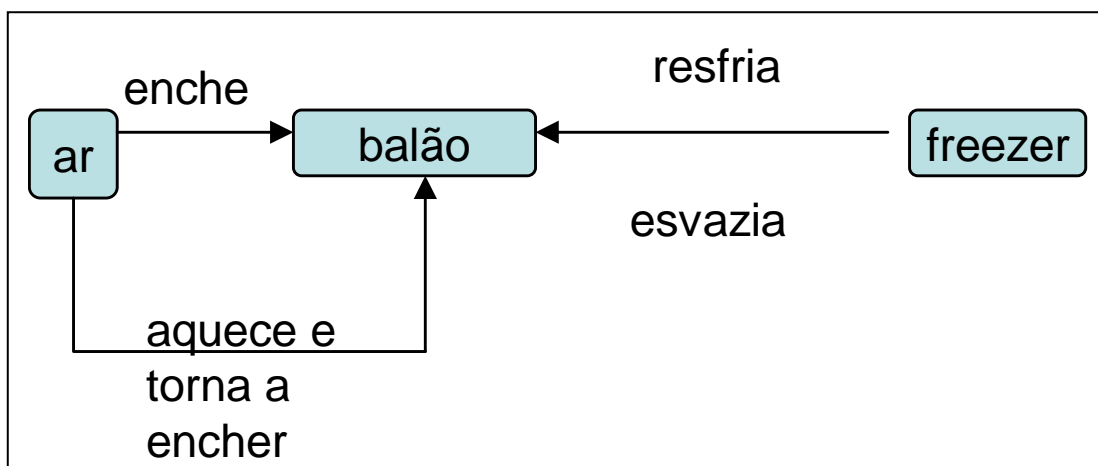 enche
resfria
ar
balão
freezer
esvazia
aquece e
torna a
encher